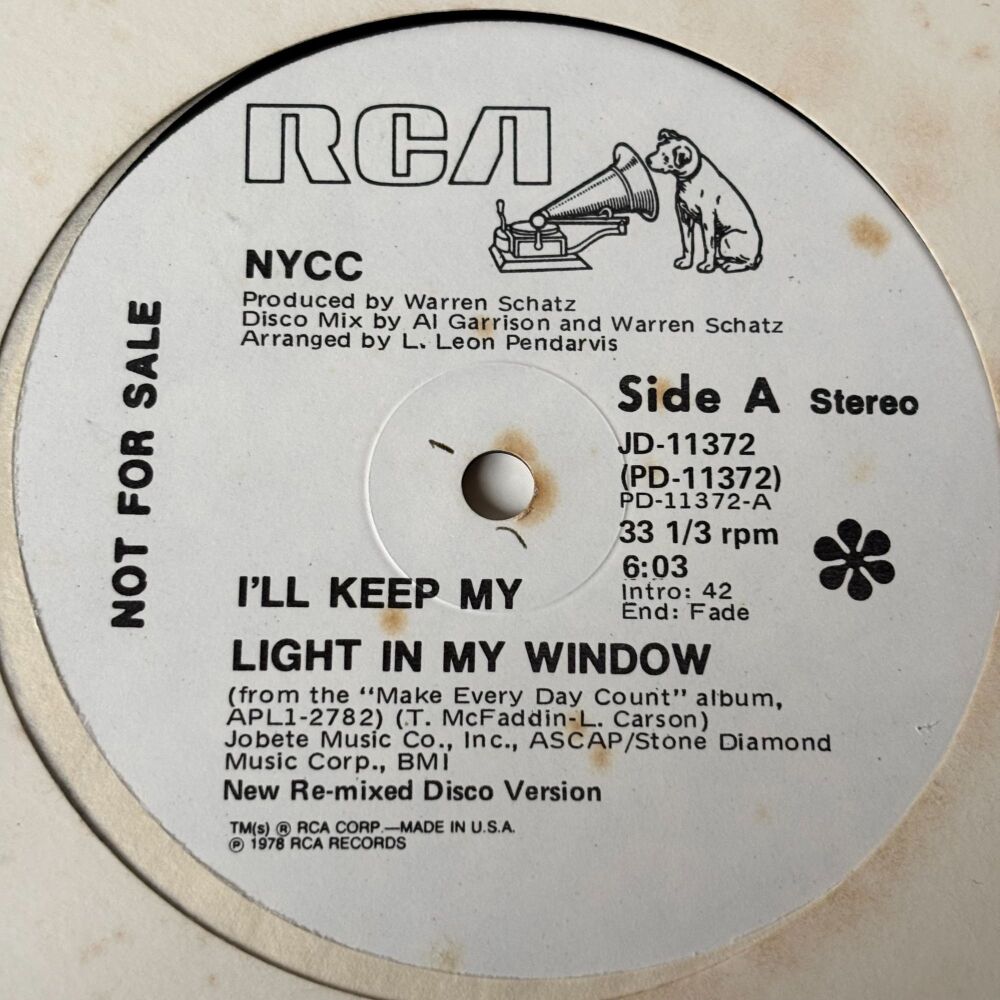 RCA
NYCC
Produced by Warren Schatz
Disco Mix by Al Garrison and Warren Schatz
Arranged by L. Leon Pendarvis
NOT FOR SALE
Side A Stereo
JD-11372
(PD-11372)
PD-11372-A
33 1/3 rpm
6:03
Intro: 42
End: Fade
I'LL KEEP MY
LIGHT IN MY WINDOW
(from the "Make Every Day Count" album,
APL1-2782) (T. McFaddin-L. Carson)
Jobete Music Co., Inc., ASCAP/Stone Diamond
Music Corp., BMI
New Re-mixed Disco Version
TM(s) ® RCA CORP.—MADE IN U.S.A.
℗ 1978 RCA RECORDS